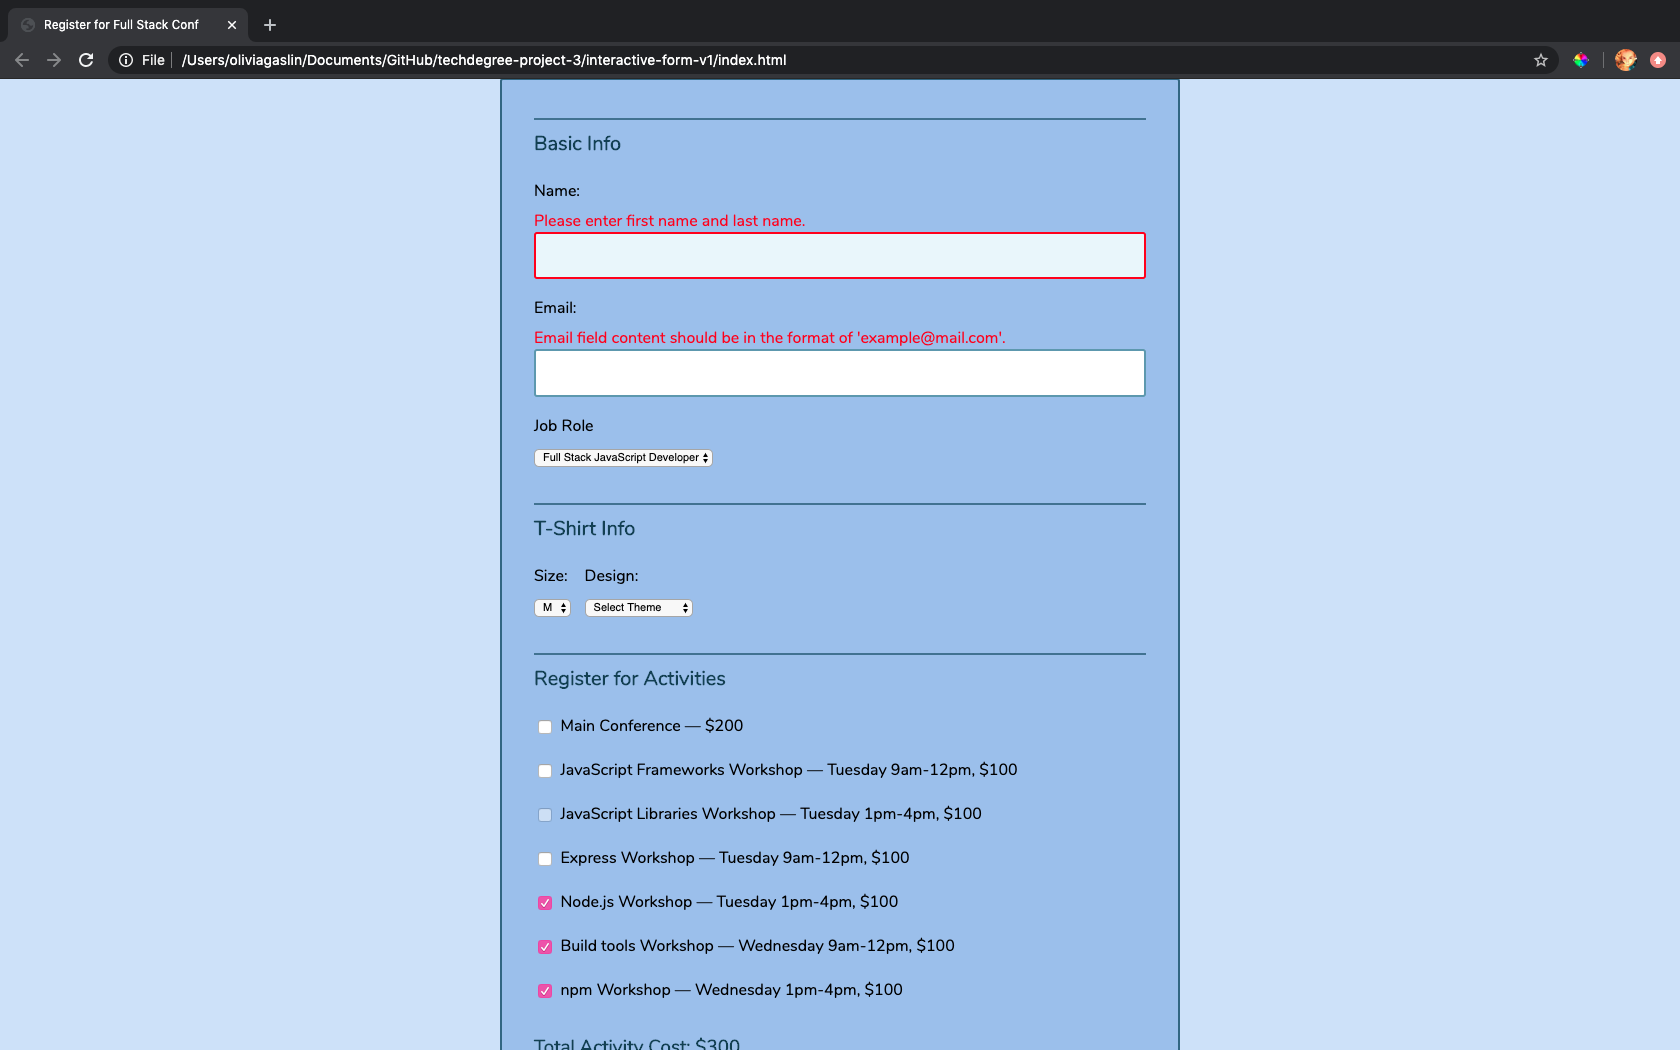 Register for Full Stack Conf
File /Users/oliviagaslin/Documents/GitHub/techdegree-project-3/interactive-form-v1/index.html
Basic Info
Name:
Please enter first name and last name.
Email:
Email field content should be in the format of 'example@mail.com'.
Job Role
Full Stack JavaScript Developer
T-Shirt Info
Size: Design:
M Select Theme
Register for Activities
Main Conference — $200
JavaScript Frameworks Workshop — Tuesday 9am-12pm, $100
JavaScript Libraries Workshop — Tuesday 1pm-4pm, $100
Express Workshop — Tuesday 9am-12pm, $100
Node.js Workshop — Tuesday 1pm-4pm, $100
Build tools Workshop — Wednesday 9am-12pm, $100
npm Workshop — Wednesday 1pm-4pm, $100
Total Activity Cost: $300